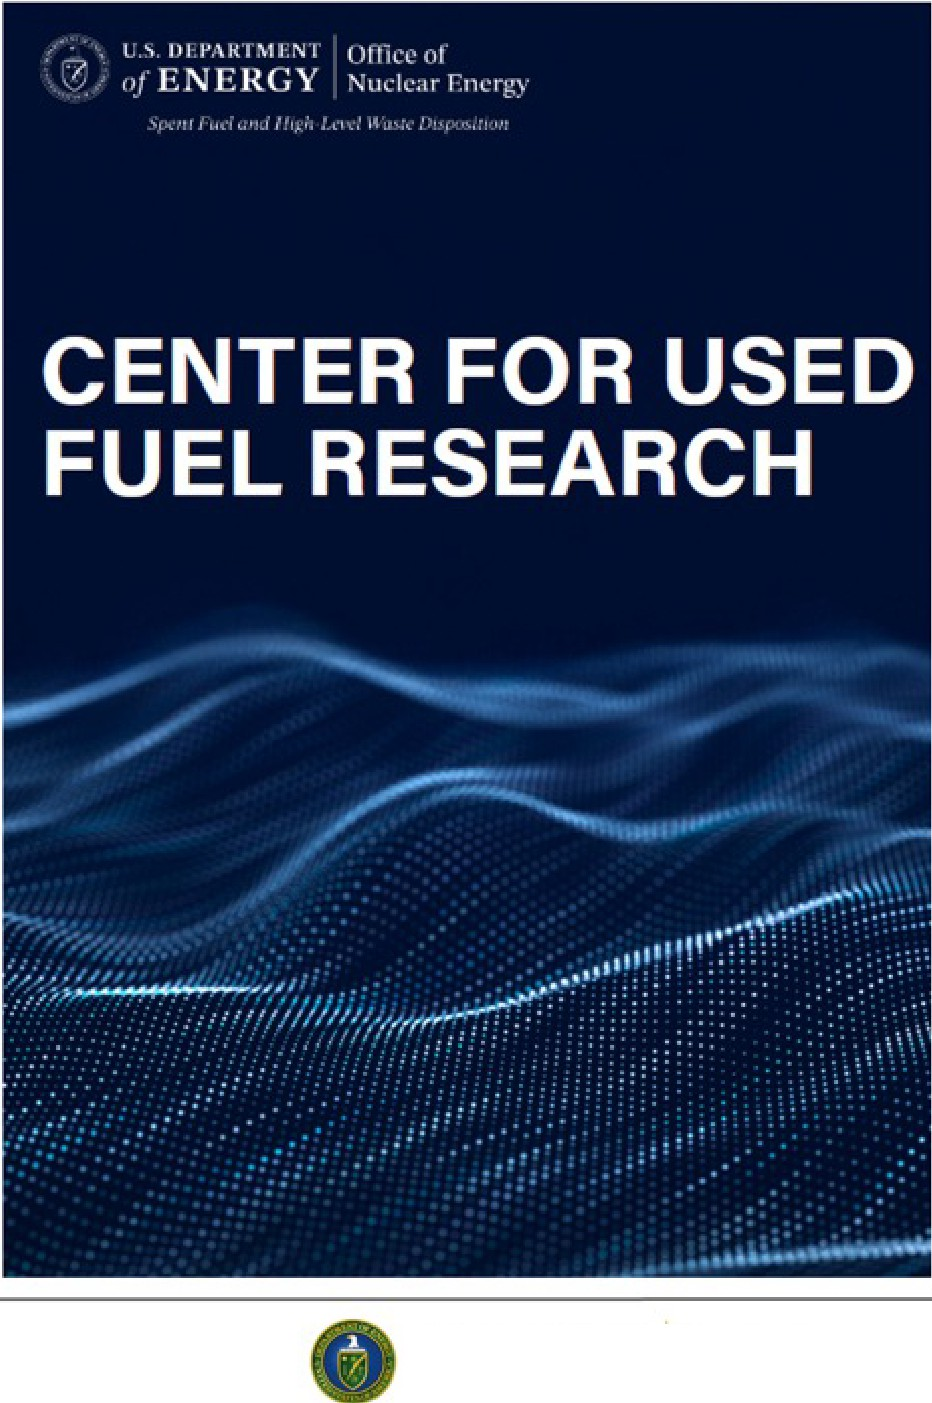 U.S. DEPARTMENT
of ENERGY
Office of
Nuclear Energy
Spent Fuel and High-Level Waste Disposition
CENTER FOR USED
FUEL RESEARCH